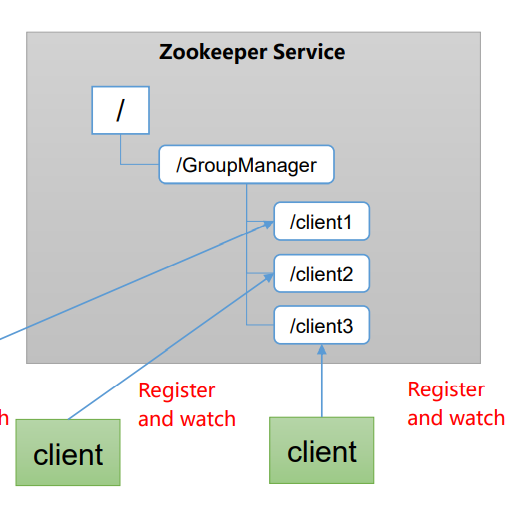 Zookeeper Service
/
/GroupManager
/client1
/client2
/client3
Register
and watch
Register
and watch
h
client
client